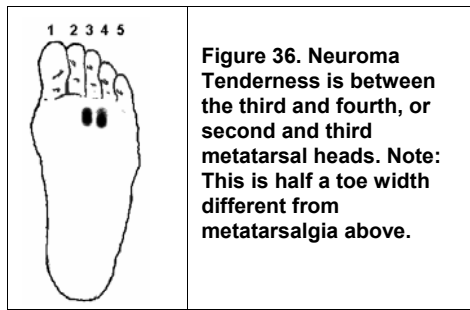 1 2 3 4 5
Figure 36. Neuroma
Tenderness is between
the third and fourth, or
second and third
metatarsal heads. Note:
This is half a toe width
different from
metatarsalgia above.